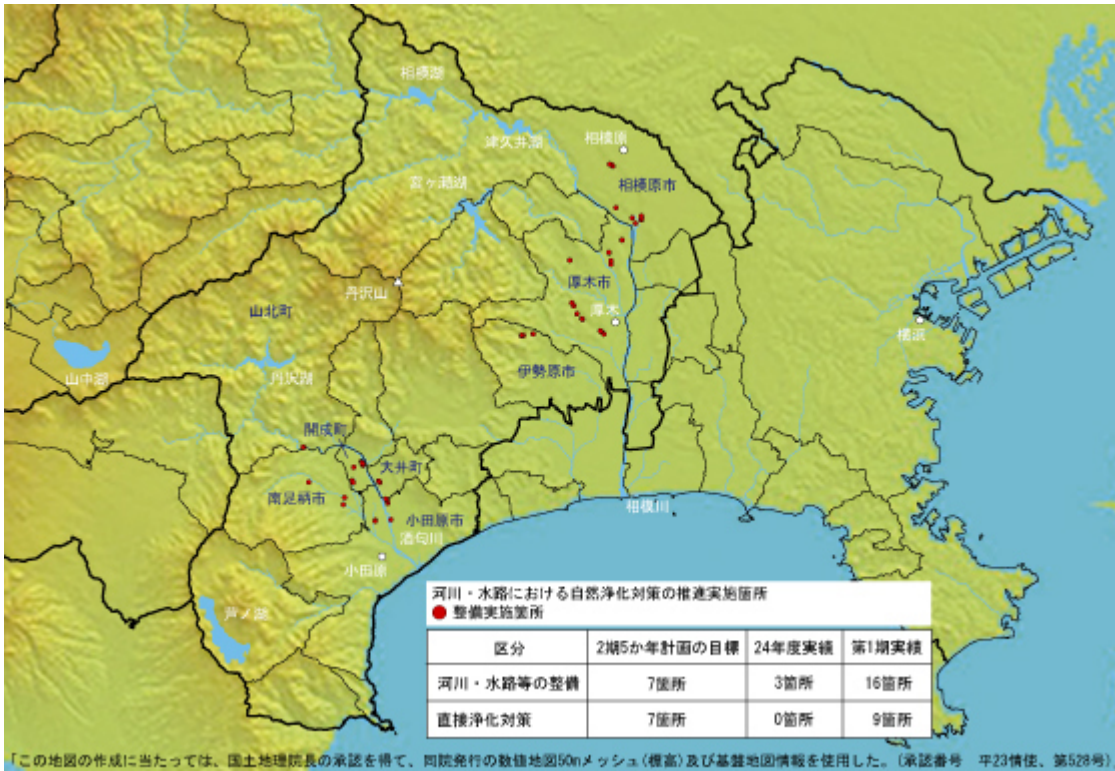 相模湖
津久井湖
相模原
宮ヶ瀬湖
相模原市
厚木市
丹沢山
山北町
厚木
横浜
山中湖
丹沢湖
伊勢原市
開成町
大井町
南足柄市
相模川
小田原市
酒匂川
小田原
芦ノ湖
河川・水路における自然浄化対策の推進実施箇所
整備実施箇所
区分 2期5か年計画の目標 24年度実績 第1期実績
河川・水路等の整備 7箇所 3箇所 16箇所
直接浄化対策 7箇所 0箇所 9箇所
「この地図の作成に当たっては、国土地理院長の承認を得て、同院発行の数値地図50mメッシュ(標高)及び基盤地図情報を使用した。(承認番号 平23情使、第528号)